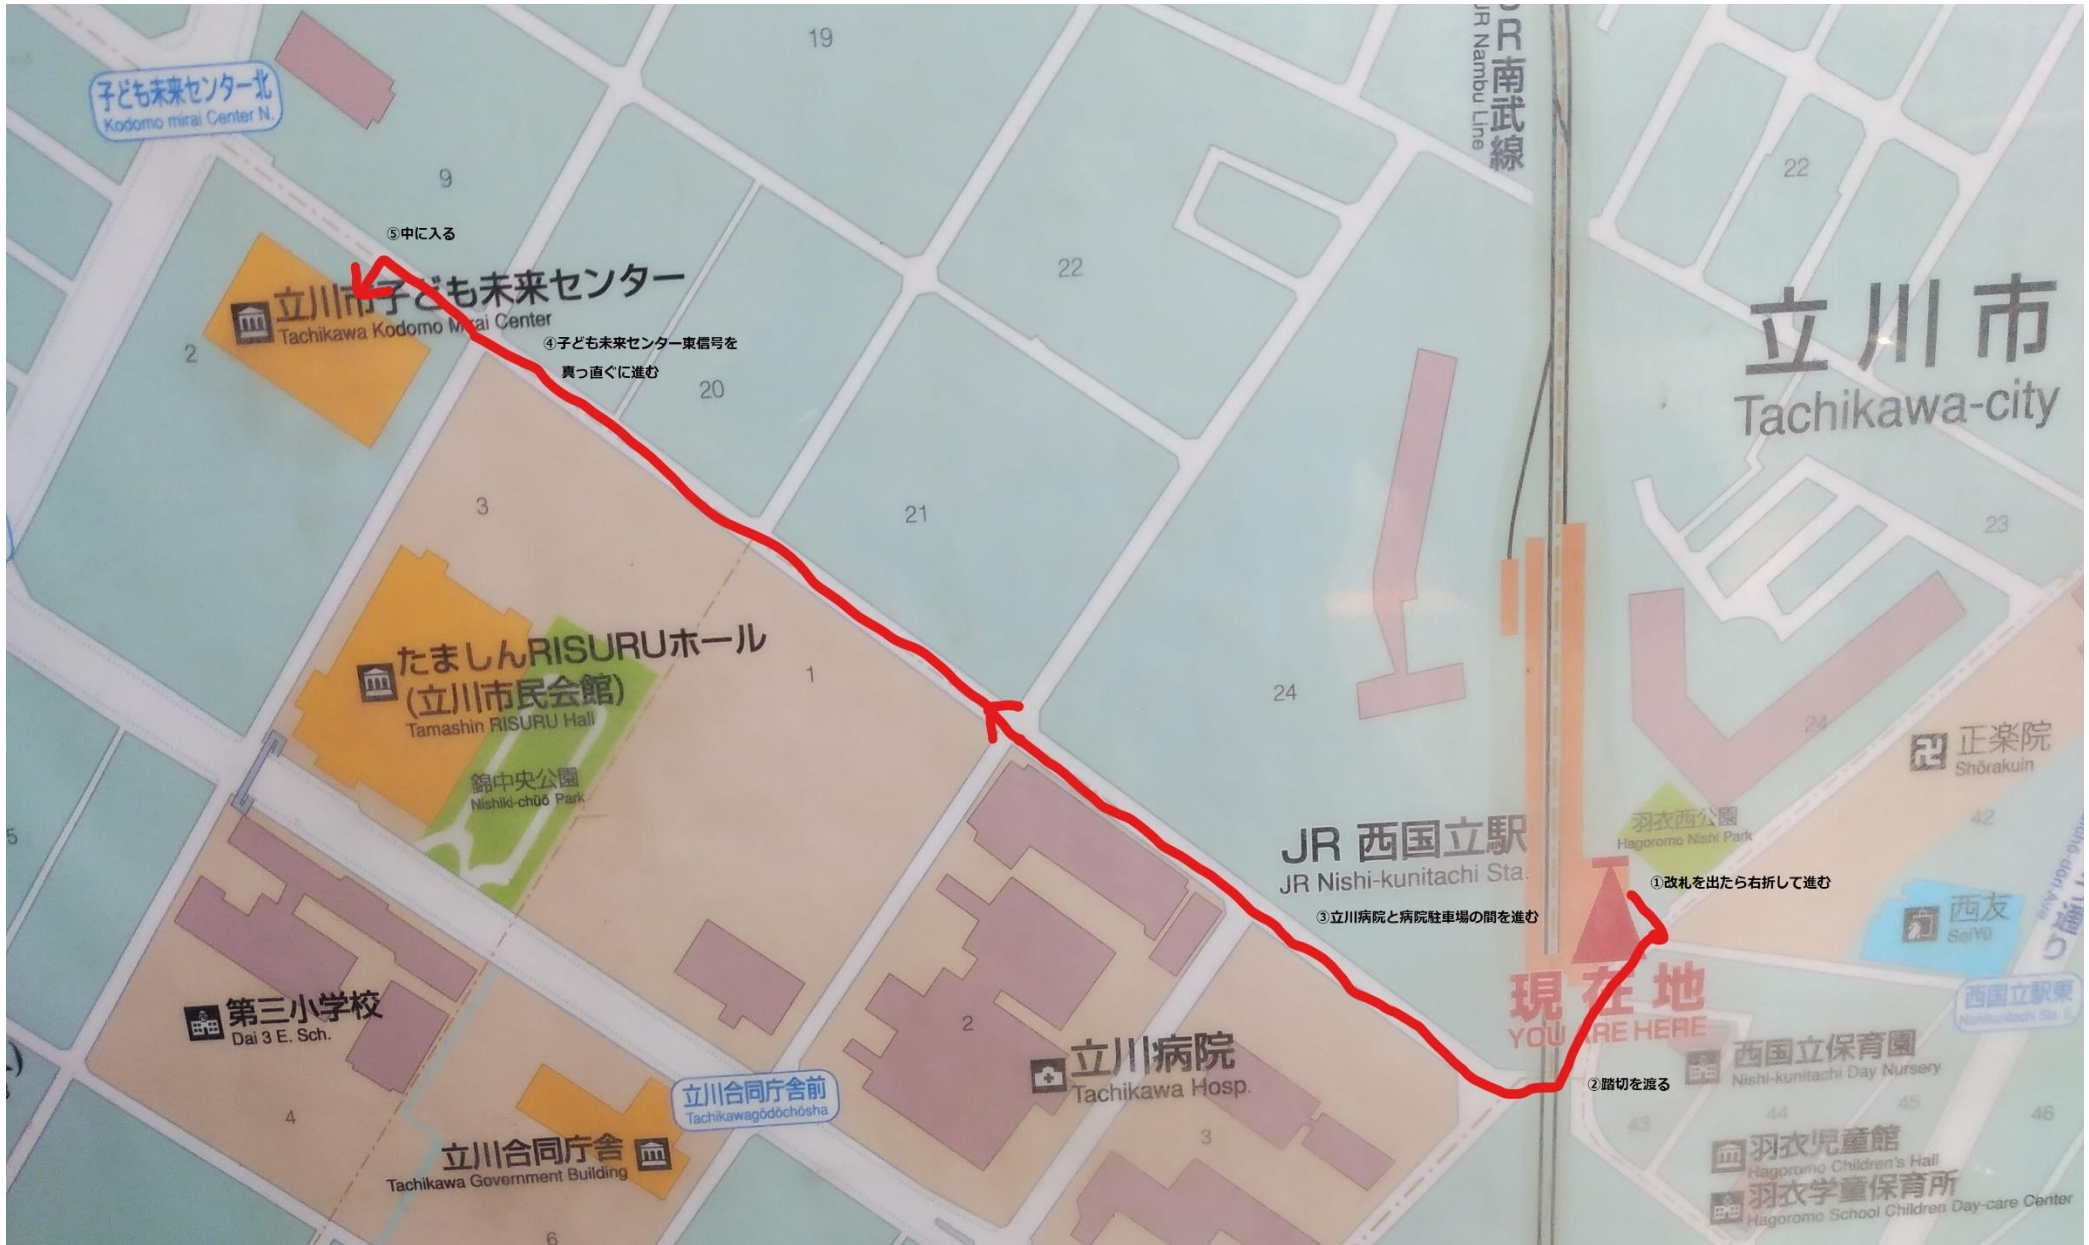 子ども未来センター北
Kodomo mirai Center N.
19
R南武線
JR Nambu Line
22
9
⑤中に入る
22
立川市子ども未来センター
Tachikawa Kodomo Mirai Center
2
④子ども未来センター東信号を
真っ直ぐに進む
20
立川市
Tachikawa-city
3
21
23
たましんRISURUホール
(立川市民会館)
Tamashin RISURU Hall
1
24
24
正楽院
Shōrakuin
錦中央公園
Nishiki-chūō Park
羽衣西公園
Hagoromo Nishi Park
42
5
JR 西国立駅
JR Nishi-kunitachi Sta.
①改札を出たら右折して進む
③立川病院と病院駐車場の間を進む
西友
SeiYū
現在地
YOU ARE HERE
西国立駅東
Nishikunitachi Sta. E.
第三小学校
Dai 3 E. Sch.
2
立川病院
Tachikawa Hosp.
西国立保育園
Nishi-kunitachi Day Nursery
②踏切を渡る
立川合同庁舎前
Tachikawagōdōchōsha
4
3
43
44
45
46
立川合同庁舎
Tachikawa Government Building
羽衣児童館
Hagoromo Children's Hall
羽衣学童保育所
Hagoromo School Children Day-care Center
6